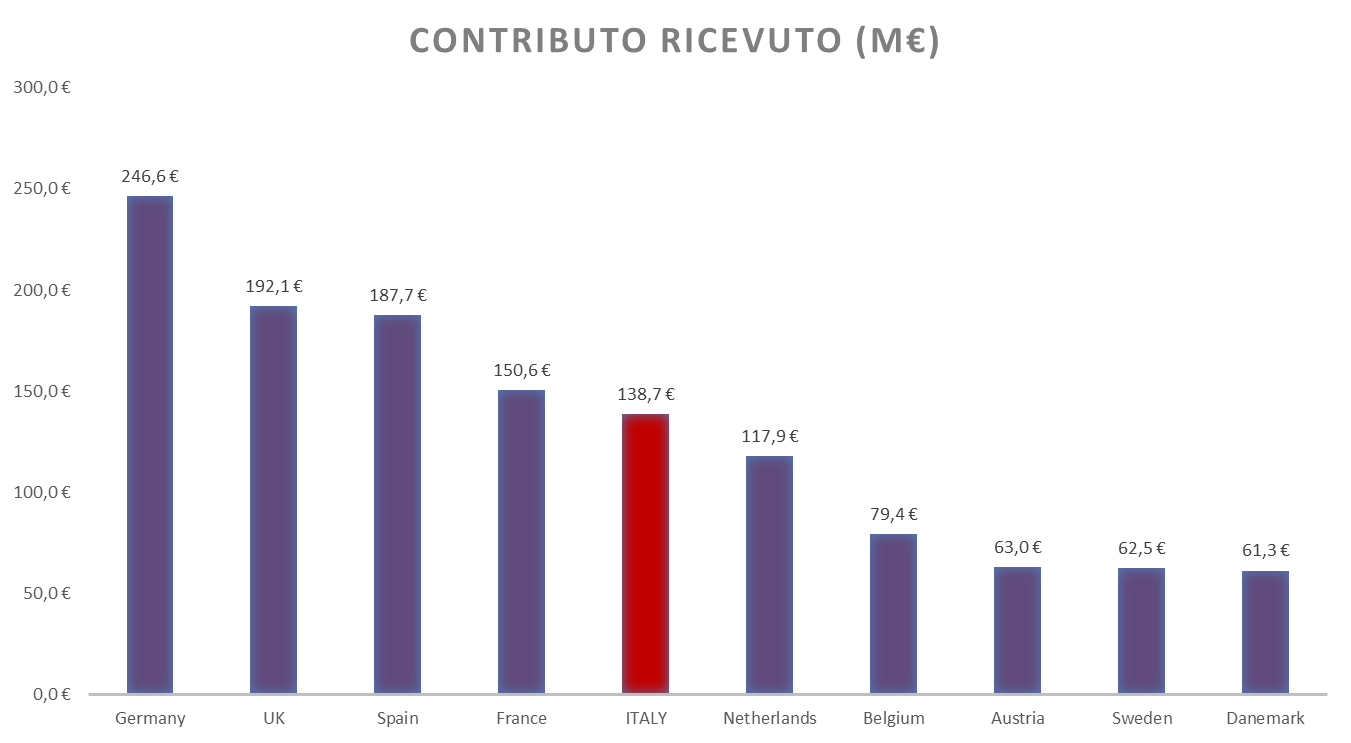 CONTRIBUTO RICEVUTO (M€)
300,0 €
250,0 €
200,0 €
150,0 €
100,0 €
50,0 €
0,0 €
246,6 €
192,1 €
187,7 €
150,6 €
138,7 €
117,9 €
79,4 €
63,0 €
62,5 €
61,3 €
Germany
UK
Spain
France
ITALY
Netherlands
Belgium
Austria
Sweden
Danemark